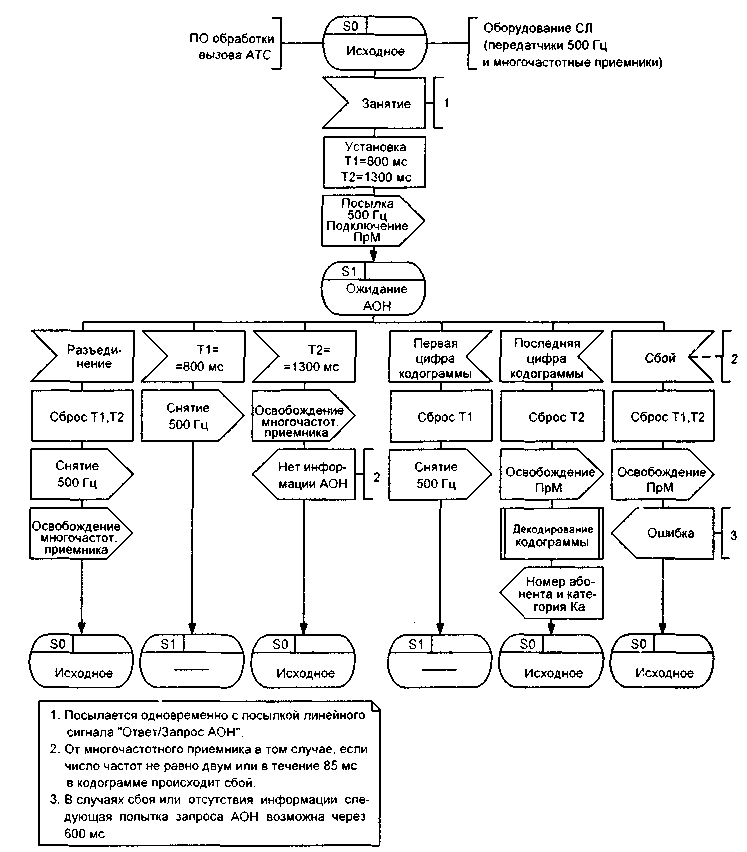 ПО обработки
вызова АТС
S0
Исходное
Оборудование СЛ
(передатчики 500 Гц
и многочастотные приемники)
Занятие
1
Установка
T1=800 мс
T2=1300 мс
Посылка
500 Гц
Подключение
ПрМ
S1
Ожидание
АОН
Разъеди-
нение
Сброс T1,T2
Снятие
500 Гц
Освобождение
многочастот.
приемника
S0
Исходное
T1=
=800 мс
Снятие
500 Гц
S1
T2=
=1300 мс
Освобождение
многочастот.
приемника
Нет инфор-
мации АОН
2
S0
Исходное
Первая
цифра
кодограммы
Сброс T1
Снятие
500 Гц
S1
Последняя
цифра
кодограммы
Сброс T2
Освобождение
ПрМ
Декодирование
кодограммы
Номер або-
нента и кате-
гория Ка
S0
Исходное
Сбой
2
Сброс T1,T2
Освобождение
ПрМ
Ошибка
3
S0
Исходное
1. Посылается одновременно с посылкой линейного
сигнала "Ответ/Запрос АОН".
2. От многочастотного приемника в том случае, если
число частот не равно двум или в течение 85 мс
в кодограмме происходит сбой.
3. В случаях сбоя или отсутствия информации сле-
дующая попытка запроса АОН возможна через
600 мс